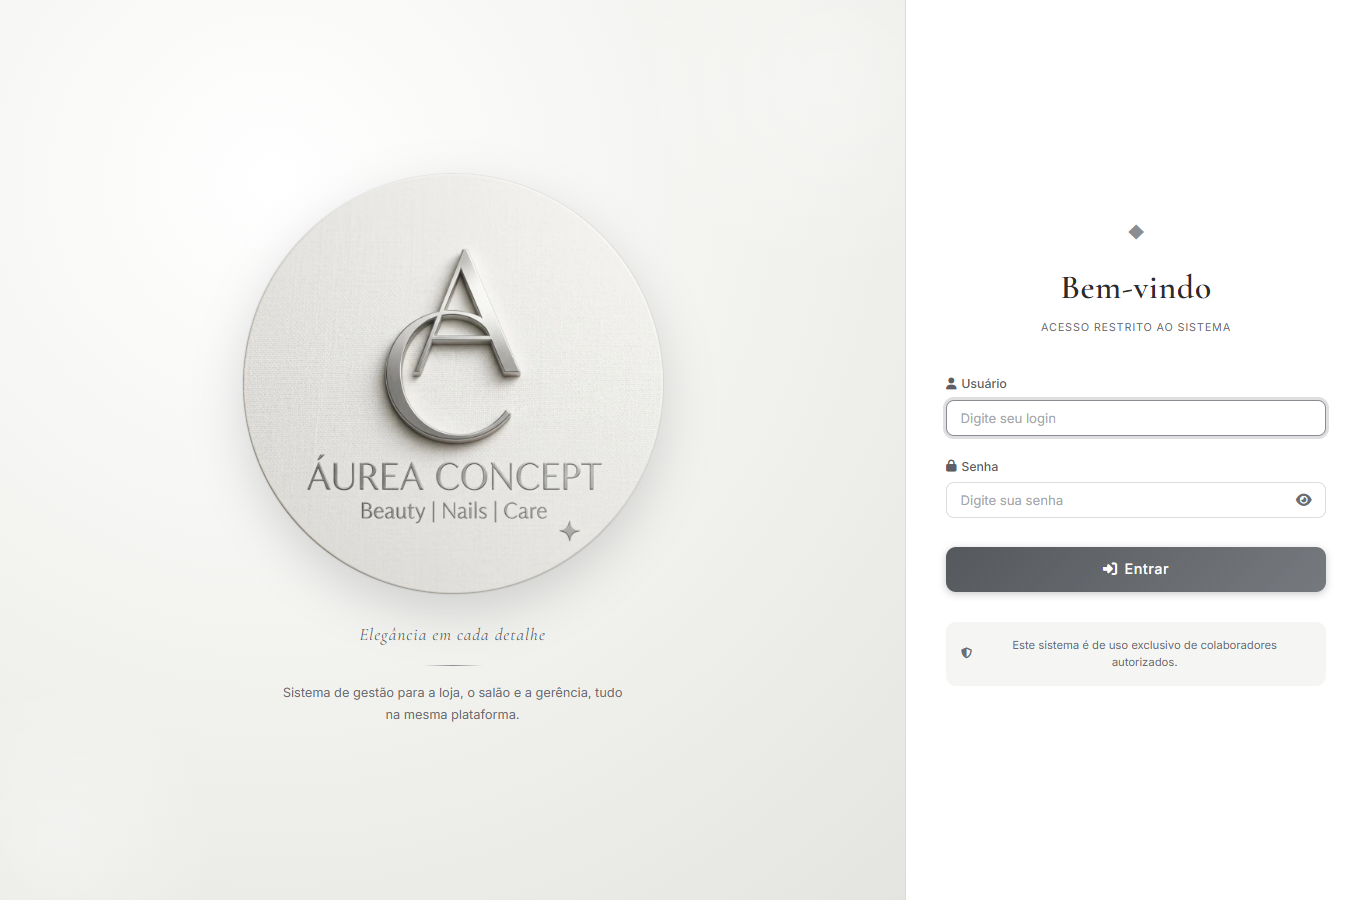 ÁUREA CONCEPT
Beauty | Nails | Care
Elegância em cada detalhe
Sistema de gestão para a loja, o salão e a gerência, tudo
na mesma plataforma.
Bem-vindo
ACESSO RESTRITO AO SISTEMA
Usuário
Digite seu login
Senha
Digite sua senha
Entrar
Este sistema é de uso exclusivo de colaboradores
autorizados.